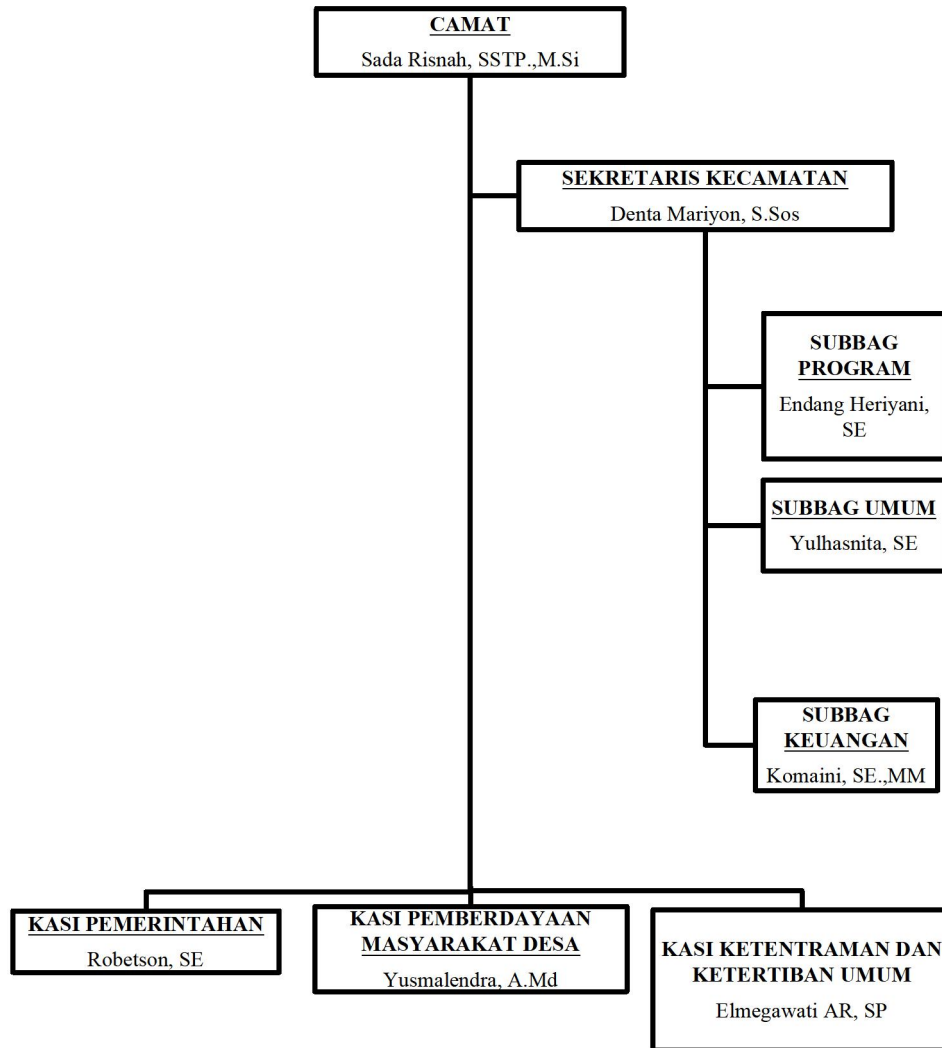 CAMAT
Sada Risnah, SSTP.,M.Si
SEKRETARIS KECAMATAN
Denta Mariyon, S.Sos
SUBBAG
PROGRAM
Endang Heriyani,
SE
SUBBAG UMUM
Yulhasnita, SE
SUBBAG
KEUANGAN
Komaini, SE.,MM
KASI PEMERINTAHAN
Robetson, SE
KASI PEMBERDAYAAN
MASYARAKAT DESA
Yusmalendra, A.Md
KASI KETENTRAMAN DAN
KETERTIBAN UMUM
Elmegawati AR, SP